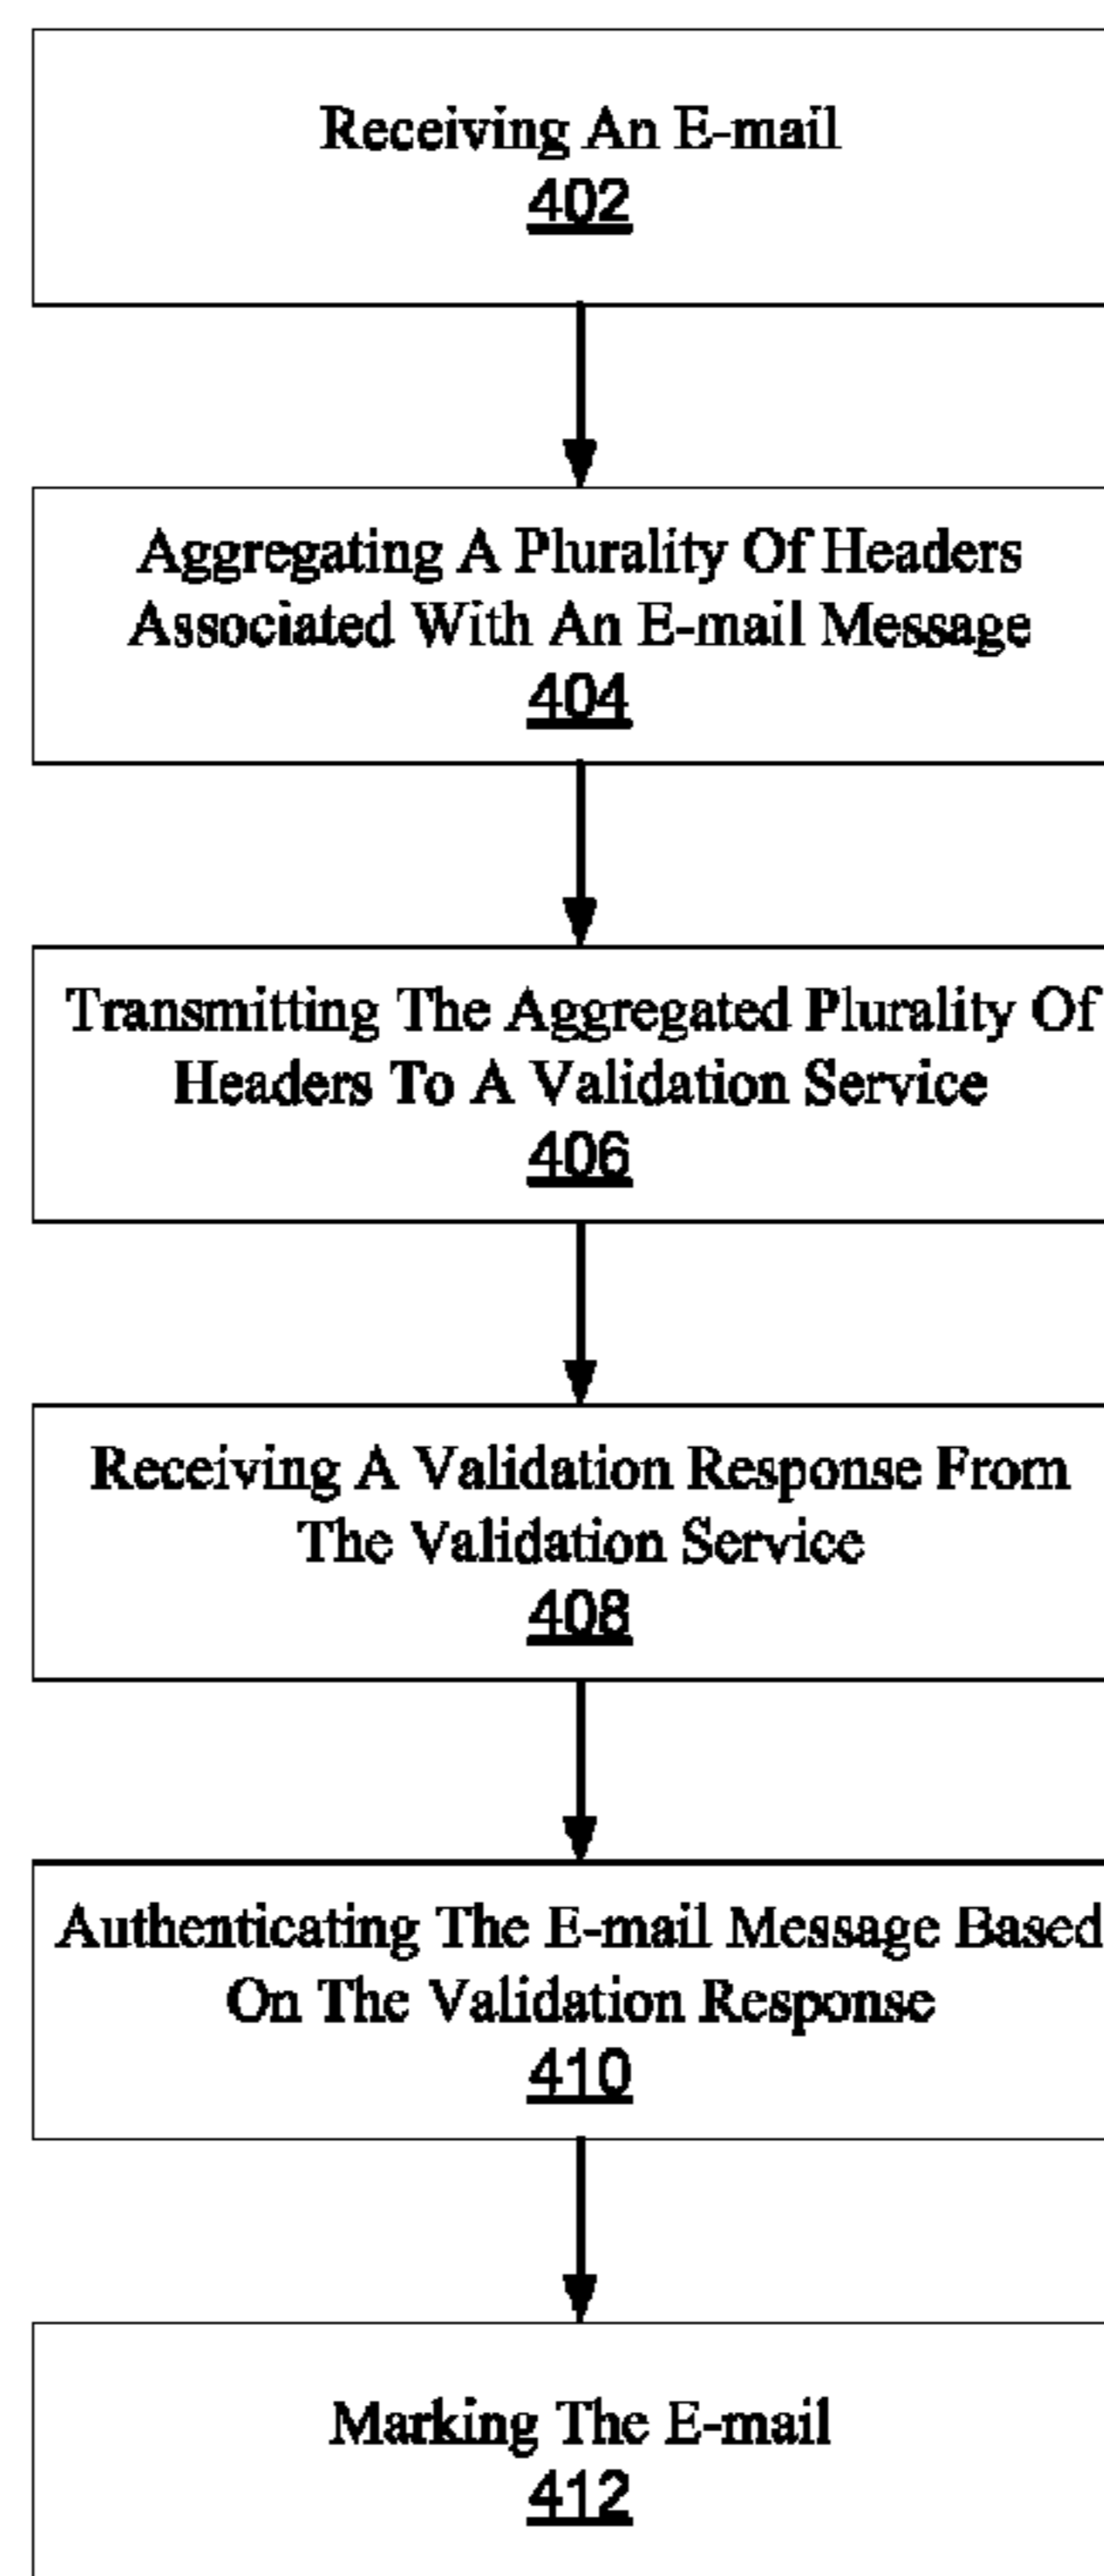 Receiving An E-mail
402
Aggregating A Plurality Of Headers
Associated With An E-mail Message
404
Transmitting The Aggregated Plurality Of
Headers To A Validation Service
406
Receiving A Validation Response From
The Validation Service
408
Authenticating The E-mail Message Based
On The Validation Response
410
Marking The E-mail
412